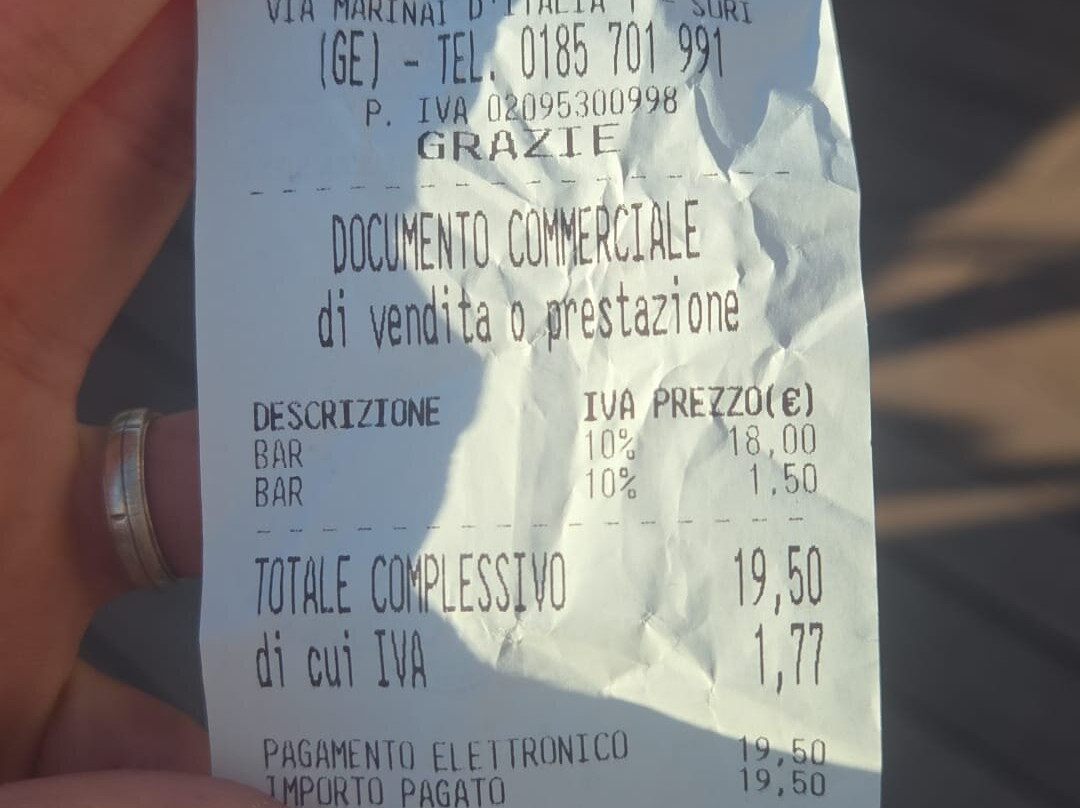 VIA MARINAI D'ITALIA 1 - SORI
(GE) - TEL. 0185 701 991
P. IVA 02095300998
GRAZIE
DOCUMENTO COMMERCIALE
di vendita o prestazione
DESCRIZIONE IVA PREZZO(€)
BAR 10% 18,00
BAR 10% 1,50
TOTALE COMPLESSIVO 19,50
di cui IVA 1,77
PAGAMENTO ELETTRONICO 19,50
IMPORTO PAGATO 19,50